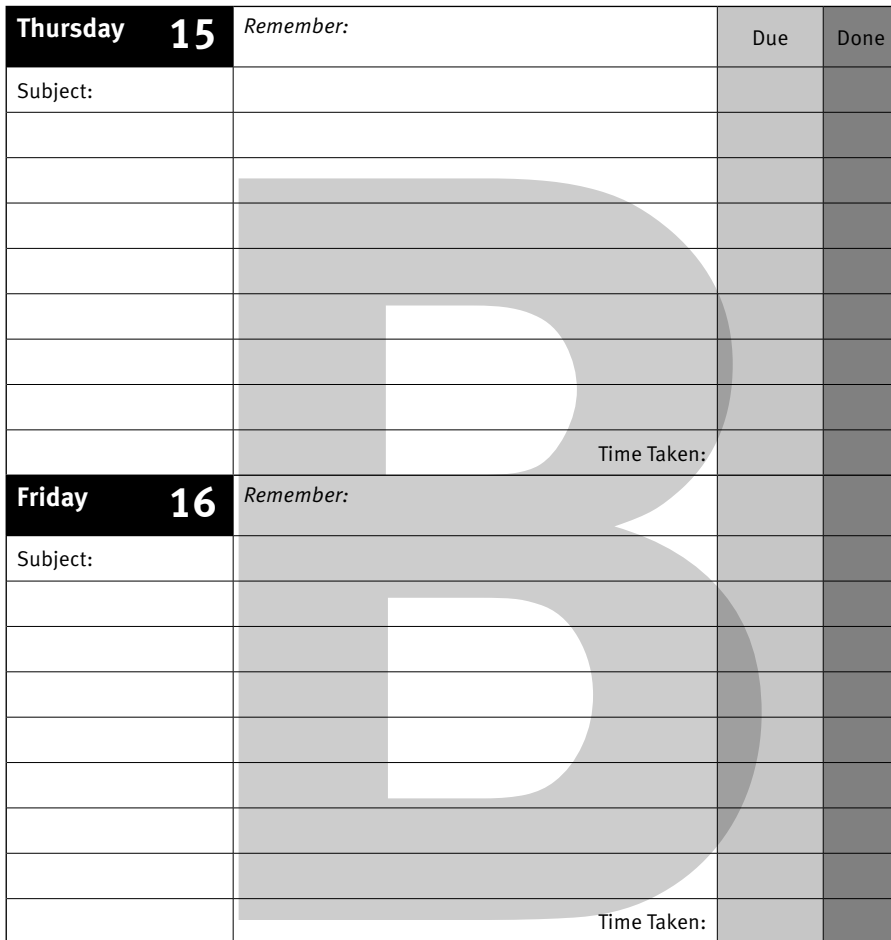 Thursday 15 Remember: Due Done
Subject:
Time Taken:
Friday 16 Remember:
Subject:
Time Taken:
B